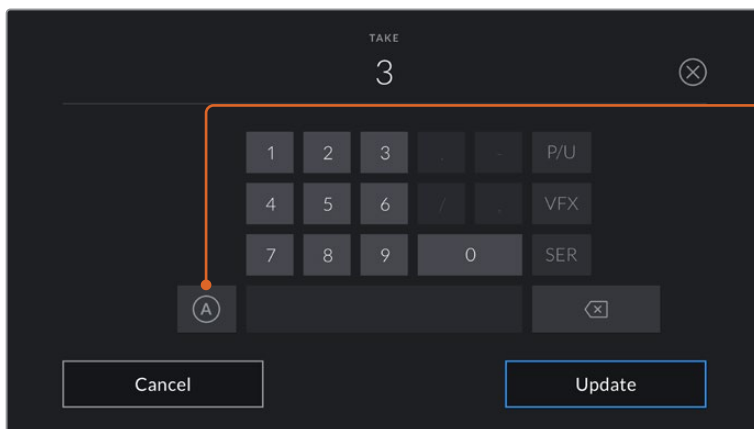 TAKE
3
1 2 3 . - P/U
4 5 6 / , VFX
7 8 9 0 SER
A
Cancel Update